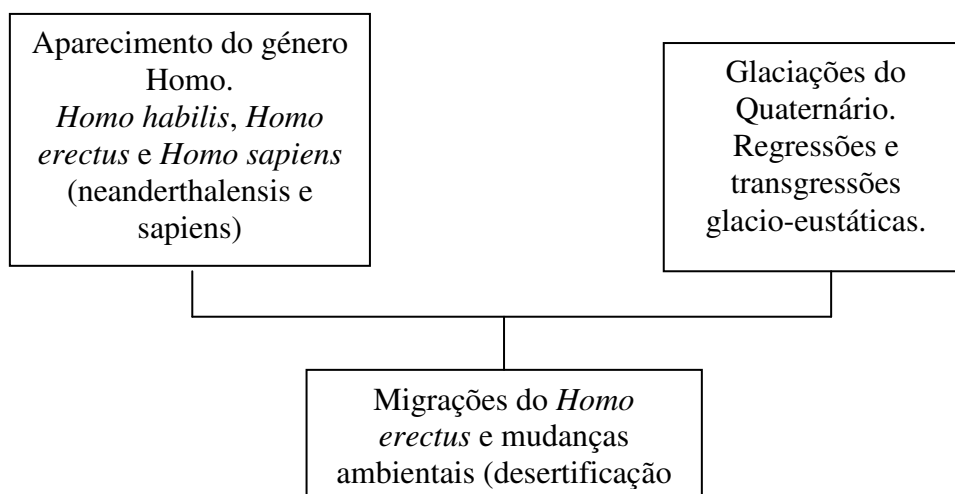 Aparecimento do género
Homo.
Homo habilis, Homo
erectus e Homo sapiens
(neanderthalensis e
sapiens)
Glaciações do
Quaternário.
Regressões e
transgressões
glacio-eustáticas.
Migrações do Homo
erectus e mudanças
ambientais (desertificação